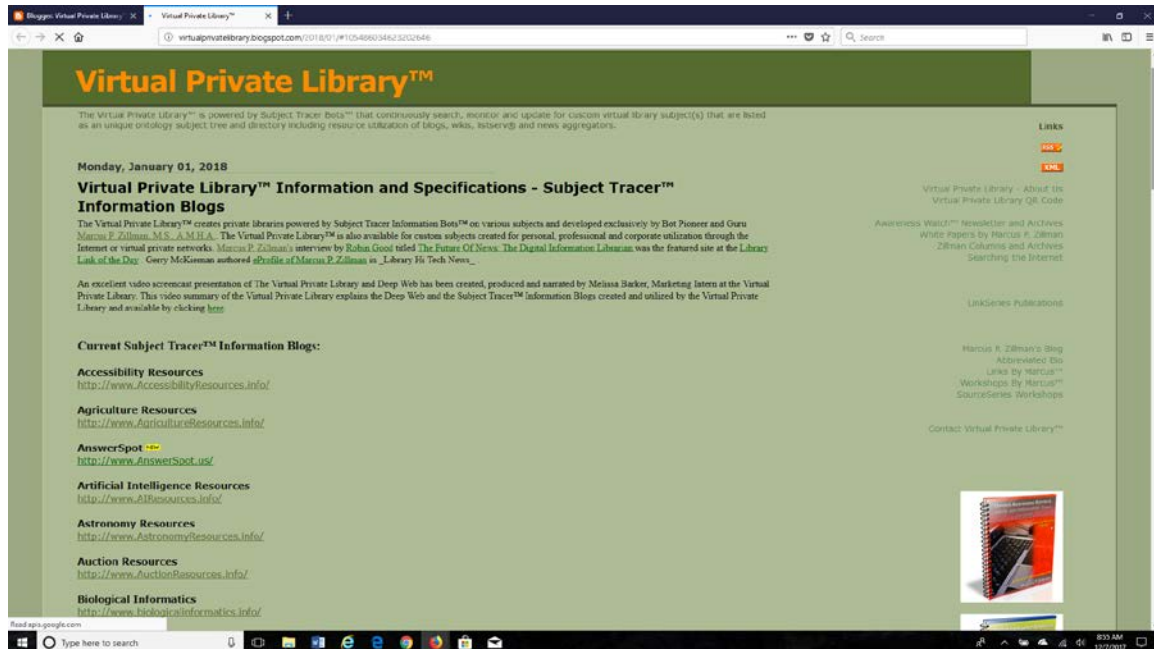 Blogger: Virtual Private Library
Virtual Private Library™
virtualprivatelibrary.blogspot.com/2018/01/#105486034623202646
Search
Virtual Private Library™
The Virtual Private Library™ is powered by Subject Tracer Bots™ that continuously search, monitor and update for custom virtual library subject(s) that are listed
as an unique ontology subject tree and directory including resource utilization of blogs, wikis, listserv® and news aggregators.
Links
RSS
XML
Monday, January 01, 2018
Virtual Private Library™ Information and Specifications - Subject Tracer™
Information Blogs
The Virtual Private Library™ creates private libraries powered by Subject Tracer Information Bots™ on various subjects and developed exclusively by Bot Pioneer and Guru
Marcus P. Zillman, M.S., A.M.H.A.. The Virtual Private Library™ is also available for custom subjects created for personal, professional and corporate utilization through the
Internet or virtual private networks. Marcus P. Zillman's interview by Robin Good titled The Future Of News: The Digital Information Librarian was the featured site at the Library
Link of the Day. Gerry McKiernan authored eProfile of Marcus P. Zillman in _Library Hi Tech News_
An excellent video screencast presentation of The Virtual Private Library and Deep Web has been created, produced and narrated by Melissa Barker, Marketing Intern at the Virtual
Private Library. This video summary of the Virtual Private Library explains the Deep Web and the Subject Tracer™ Information Blogs created and utilized by the Virtual Private
Library and available by clicking here.
Current Subject Tracer™ Information Blogs:
Accessibility Resources
http://www.AccessibilityResources.info/
Agriculture Resources
http://www.AgricultureResources.info/
AnswerSpot NEW
http://www.AnswerSpot.us/
Artificial Intelligence Resources
http://www.AIResources.info/
Astronomy Resources
http://www.AstronomyResources.info/
Auction Resources
http://www.AuctionResources.info/
Biological Informatics
http://www.biologicalinformatics.info/
Virtual Private Library - About Us
Virtual Private Library QR Code
Awareness Watch™ Newsletter and Archives
White Papers by Marcus P. Zillman
Zillman Columns and Archives
Searching the Internet
LinkSeries Publications
Marcus P. Zillman's Blog
Abbreviated Bio
Links By Marcus™
Workshops By Marcus™
SourceSeries Workshops
Contact Virtual Private Library™
Read apis.google.com
Type here to search
8:55 AM
12/7/2017